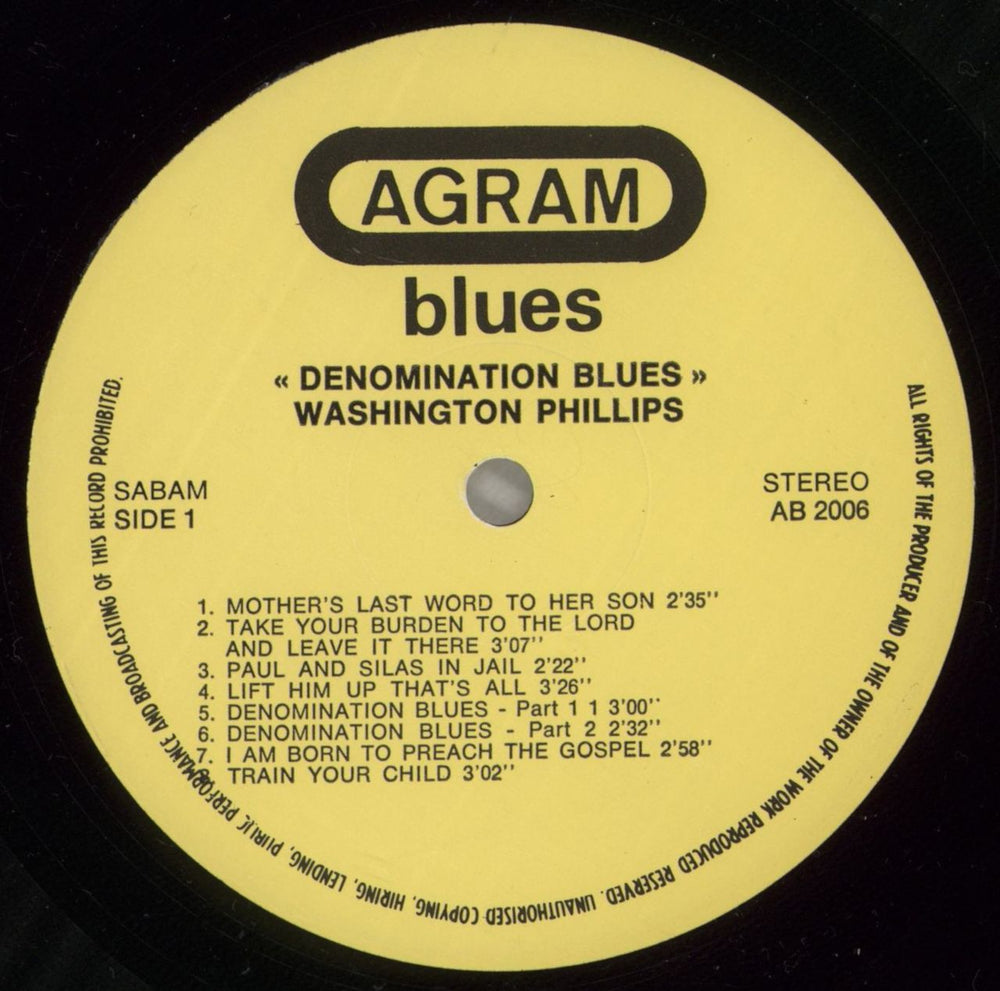 AGRAM
blues
« DENOMINATION BLUES »
WASHINGTON PHILLIPS
SABAM
SIDE 1
STEREO
AB 2006
1. MOTHER'S LAST WORD TO HER SON 2'35''
2. TAKE YOUR BURDEN TO THE LORD
AND LEAVE IT THERE 3'07''
3. PAUL AND SILAS IN JAIL 2'22''
4. LIFT HIM UP THAT'S ALL 3'26''
5. DENOMINATION BLUES - Part 1 1 3'00''
6. DENOMINATION BLUES - Part 2 2'32''
7. I AM BORN TO PREACH THE GOSPEL 2'58''
8. TRAIN YOUR CHILD 3'02''
ALL RIGHTS OF THE PRODUCER AND OF THE OWNER OF THE WORK REPRODUCED RESERVED. UNAUTHORISED COPYING, HIRING, LENDING, PUBLIC PERFORMANCE AND BROADCASTING OF THIS RECORD PROHIBITED.